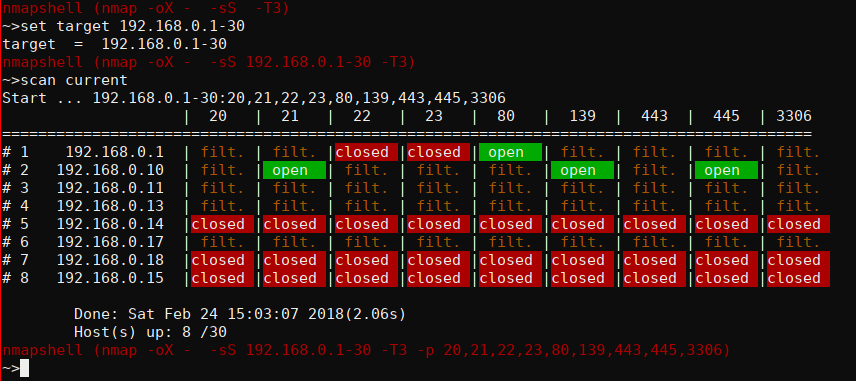 nmapshell (nmap -oX -  -sS  -T3)
~>set target 192.168.0.1-30
target  =  192.168.0.1-30
nmapshell (nmap -oX -  -sS 192.168.0.1-30 -T3)
~>scan current
Start ... 192.168.0.1-30:20,21,22,23,80,139,443,445,3306
|  20   |  21   |  22   |  23   |  80   |  139  |  443  |  445  | 3306
======================================================================================
# 1    192.168.0.1  | filt. | filt. |closed |closed | open  | filt. | filt. | filt. | filt.
# 2   192.168.0.10  | filt. | open  | filt. | filt. | filt. | open  | filt. | open  | filt.
# 3   192.168.0.11  | filt. | filt. | filt. | filt. | filt. | filt. | filt. | filt. | filt.
# 4   192.168.0.13  | filt. | filt. | filt. | filt. | filt. | filt. | filt. | filt. | filt.
# 5   192.168.0.14  |closed |closed |closed |closed |closed |closed |closed |closed |closed
# 6   192.168.0.17  | filt. | filt. | filt. | filt. | filt. | filt. | filt. | filt. | filt.
# 7   192.168.0.18  |closed |closed |closed |closed |closed |closed |closed |closed |closed
# 8   192.168.0.15  |closed |closed |closed |closed |closed |closed |closed |closed |closed
Done: Sat Feb 24 15:03:07 2018(2.06s)
Host(s) up: 8 /30
nmapshell (nmap -oX -  -sS 192.168.0.1-30 -T3 -p 20,21,22,23,80,139,443,445,3306)
~>